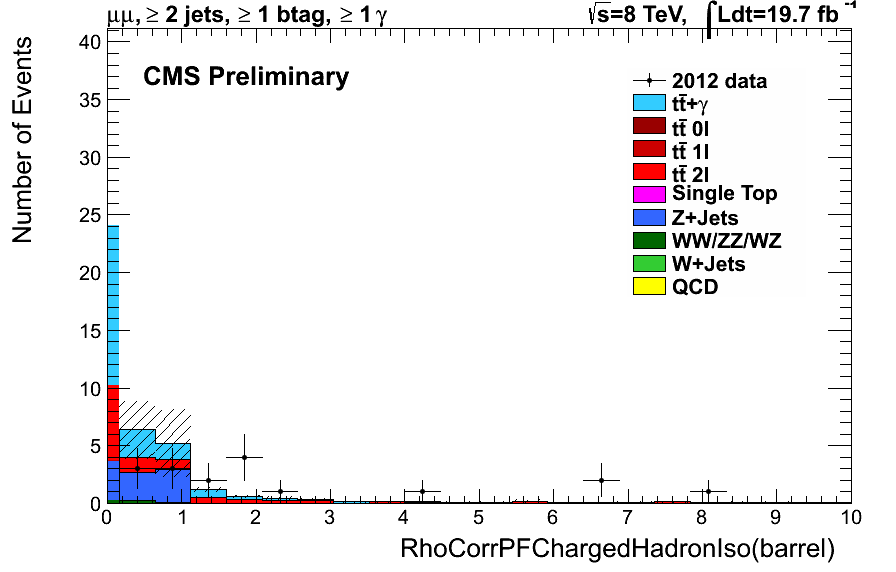 μμ, ≥ 2 jets, ≥ 1 btag, ≥ 1 γ √s=8 TeV, ∫Ldt=19.7 fb⁻¹
CMS Preliminary
2012 data
tt̄+γ
tt̄ 0l
tt̄ 1l
tt̄ 2l
Single Top
Z+Jets
WW/ZZ/WZ
W+Jets
QCD
Number of Events
40
35
30
25
20
15
10
5
0
0 1 2 3 4 5 6 7 8 9 10
RhoCorrPFChargedHadronIso(barrel)